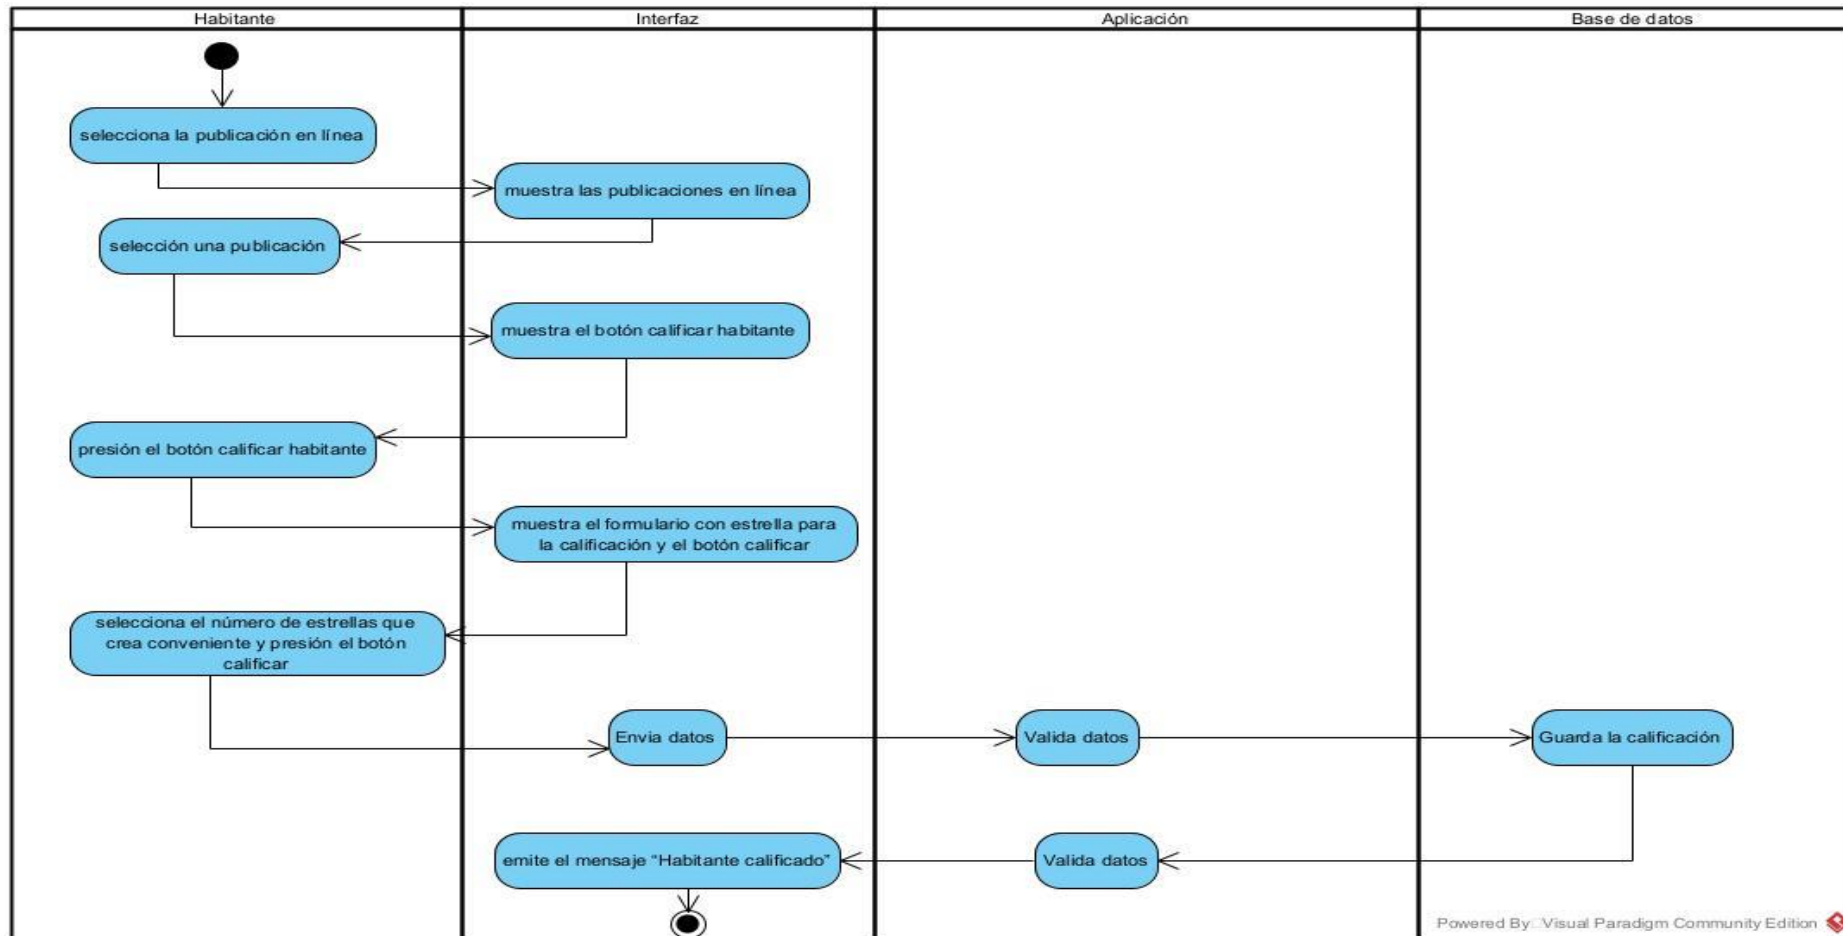 Habitante
Interfaz
Aplicación
Base de datos
selecciona la publicación en línea
muestra las publicaciones en línea
selección una publicación
muestra el botón calificar habitante
presión el botón calificar habitante
muestra el formulario con estrella para
la calificación y el botón calificar
selecciona el número de estrellas que
crea conveniente y presión el botón
calificar
Envia datos
Valida datos
Guarda la calificación
emite el mensaje "Habitante calificado"
Valida datos
Powered By Visual Paradigm Community Edition